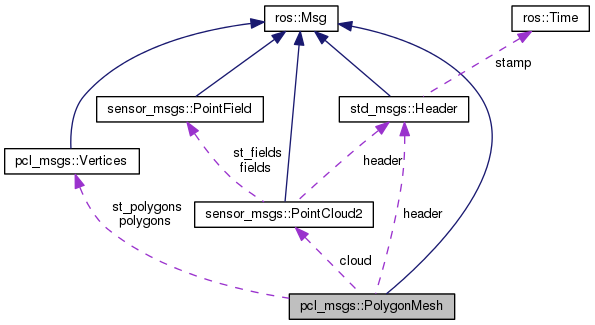 ros::Msg
ros::Time
stamp
sensor_msgs::PointField
std_msgs::Header
pcl_msgs::Vertices
st_fields
fields
header
sensor_msgs::PointCloud2
st_polygons
polygons
header
cloud
pcl_msgs::PolygonMesh